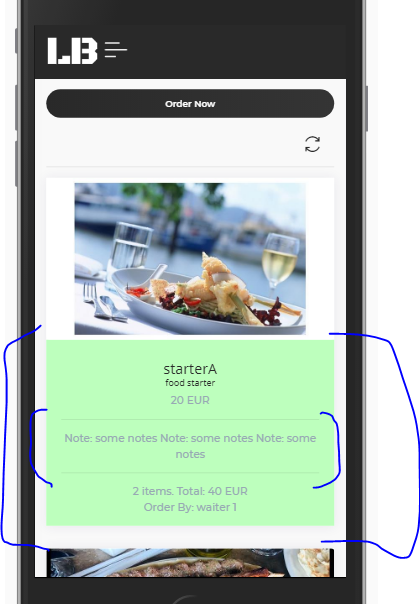 LB
Order Now
starterA
food starter
20 EUR
Note: some notes Note: some notes Note: some
notes
2 items. Total: 40 EUR
Order By: waiter 1